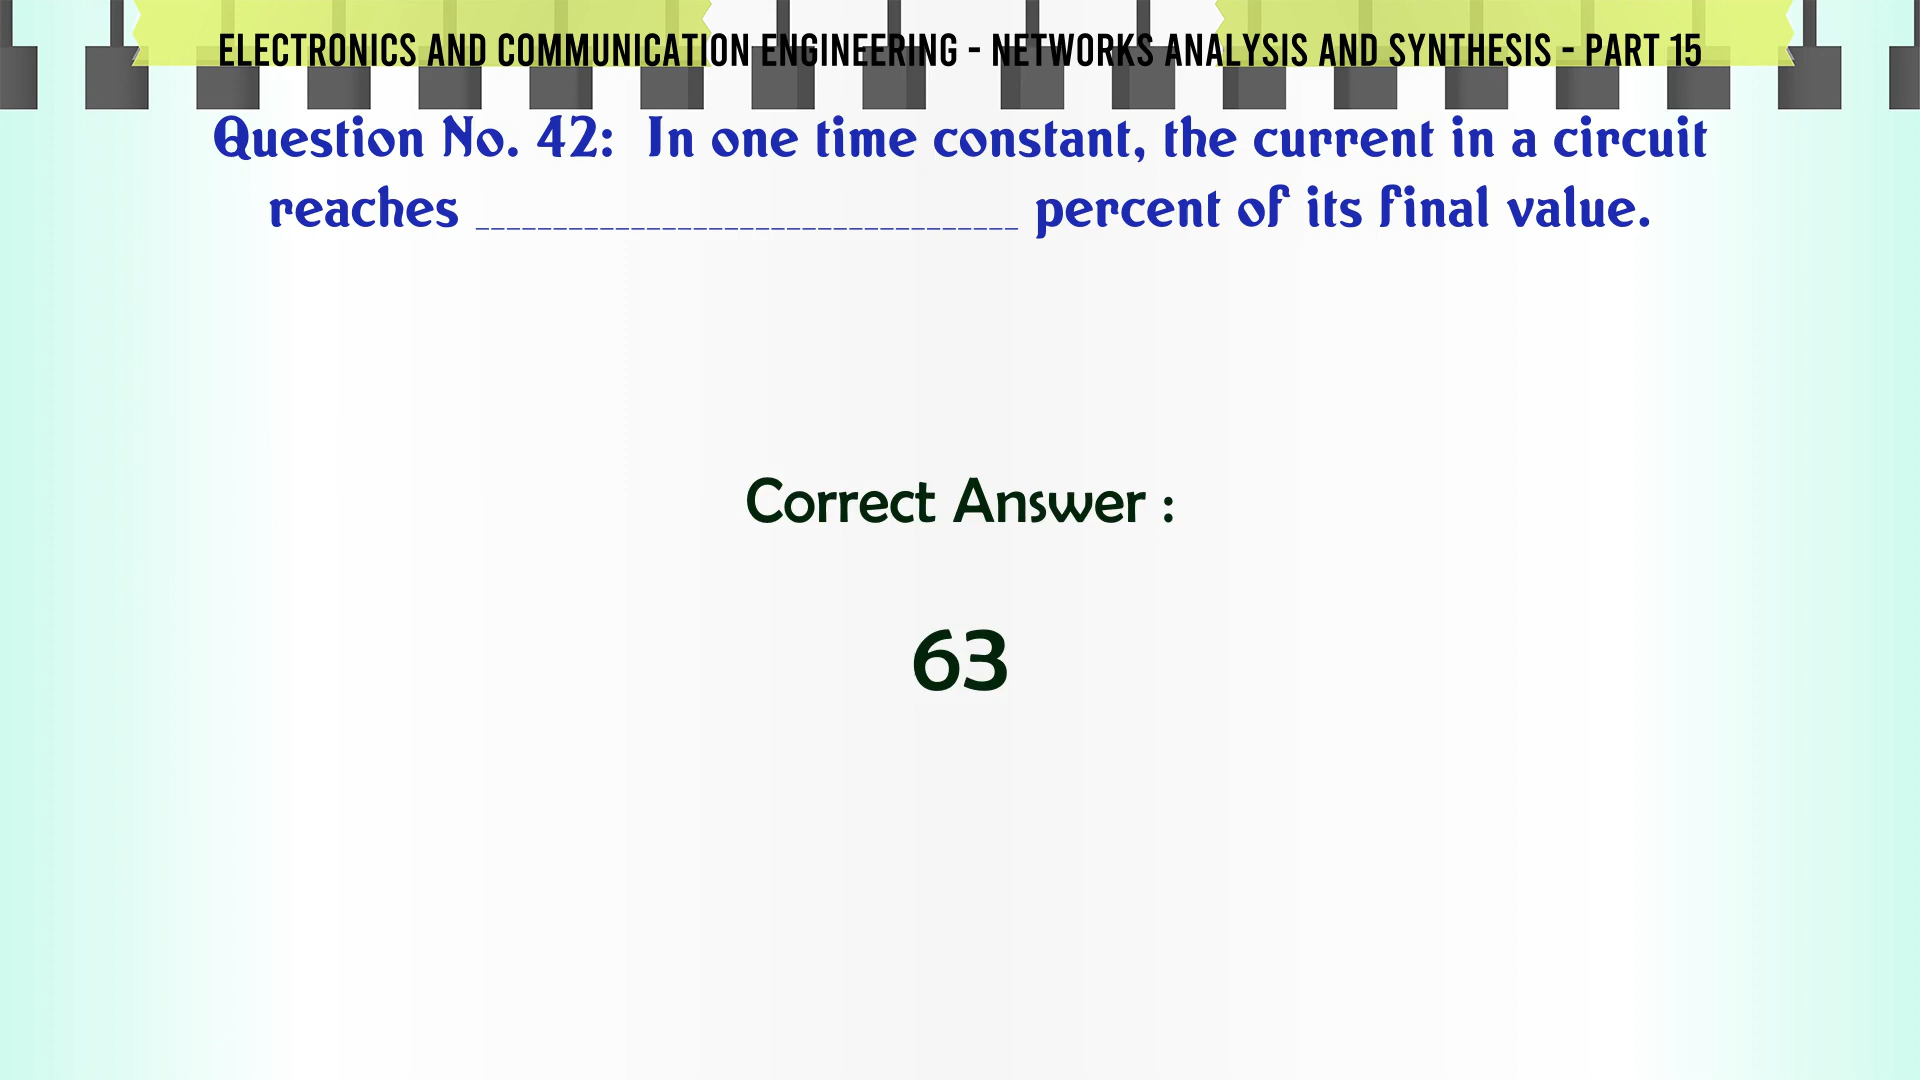 ELECTRONICS AND COMMUNICATION ENGINEERING - NETWORKS ANALYSIS AND SYNTHESIS - PART 15
Question No. 42:  In one time constant, the current in a circuit
reaches ___________________________________ percent of its final value.
Correct Answer :
63